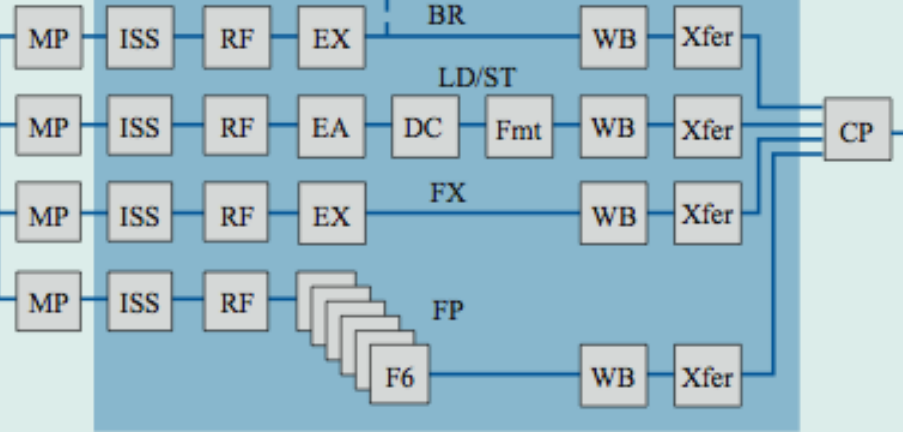 BR
MP ISS RF EX WB Xfer
LD/ST
MP ISS RF EA DC Fmt WB Xfer CP
FX
MP ISS RF EX WB Xfer
MP ISS RF FP
F6 WB Xfer